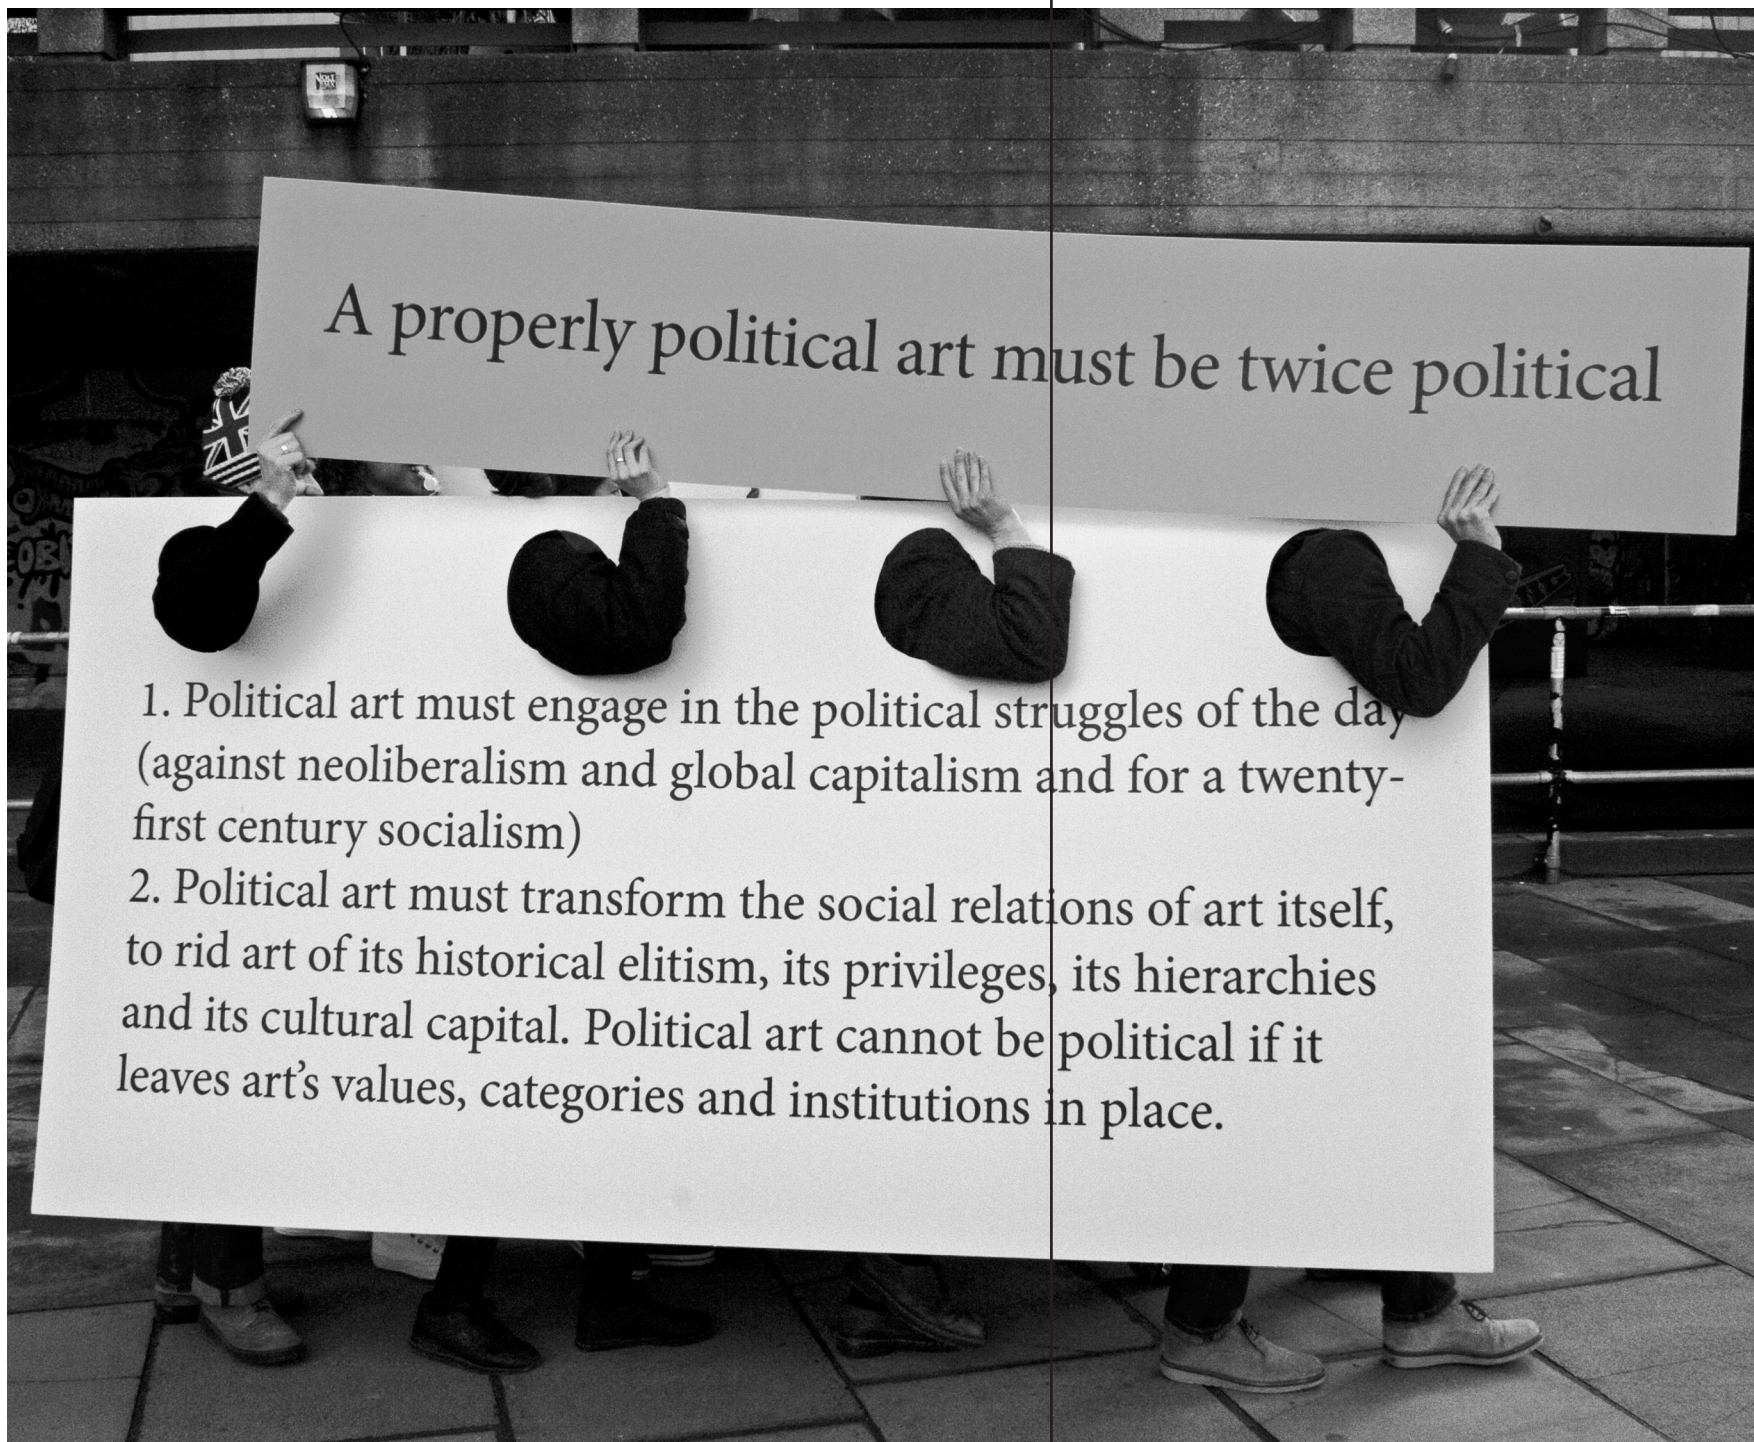 A properly political art must be twice political
1. Political art must engage in the political struggles of the day
(against neoliberalism and global capitalism and for a twenty-
first century socialism)
2. Political art must transform the social relations of art itself,
to rid art of its historical elitism, its privileges, its hierarchies
and its cultural capital. Political art cannot be political if it
leaves art's values, categories and institutions in place.